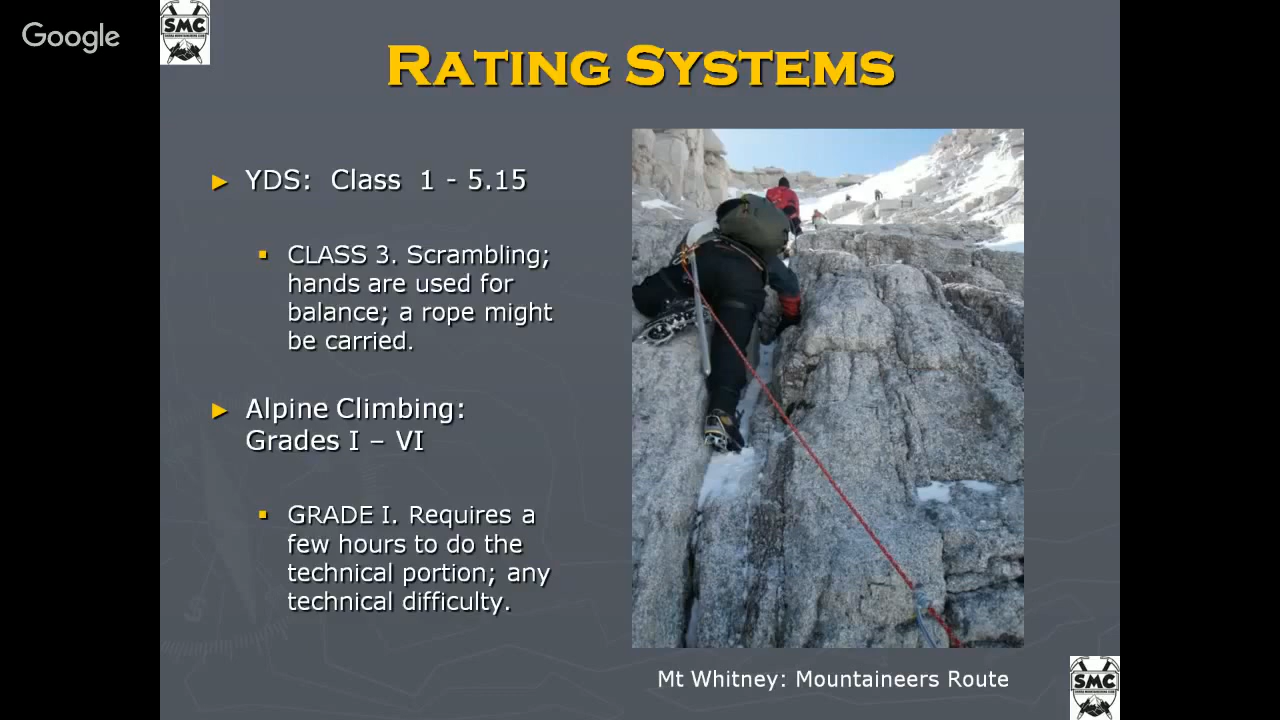 Google
SMC
RATING SYSTEMS
► YDS: Class 1 - 5.15
▪ CLASS 3. Scrambling;
hands are used for
balance; a rope might
be carried.
► Alpine Climbing:
Grades I – VI
▪ GRADE I. Requires a
few hours to do the
technical portion; any
technical difficulty.
Mt Whitney: Mountaineers Route
SMC